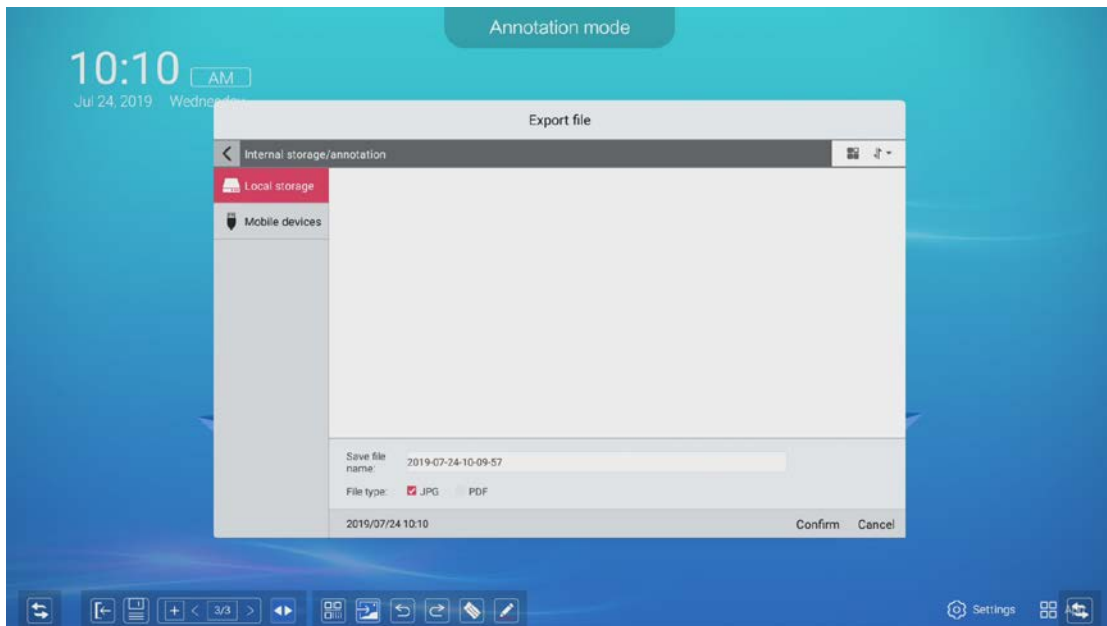 Annotation mode
10:10 AM
Jul 24, 2019 Wednesday
Export file
Internal storage/annotation
Local storage
Mobile devices
Save file name:
2019-07-24-10-09-57
File type: JPG PDF
2019/07/24 10:10
Confirm Cancel
3/3
Settings